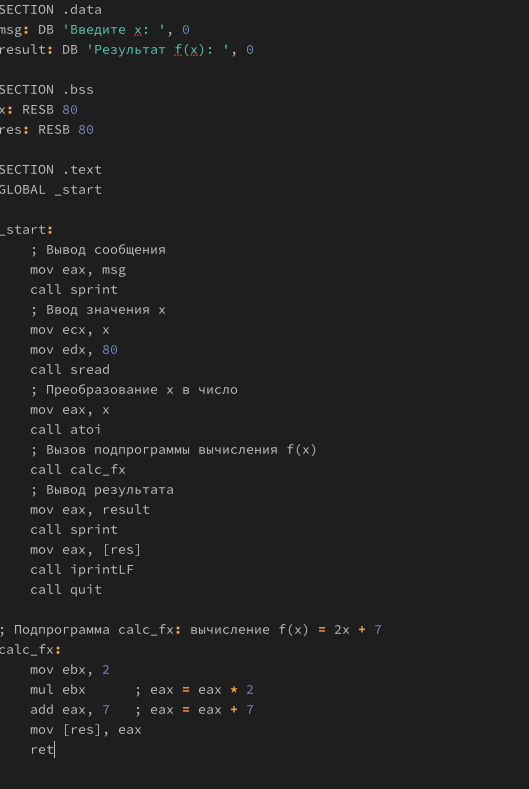 SECTION .data
msg: DB 'Введите x: ', 0
result: DB 'Результат f(x): ', 0
SECTION .bss
x: RESB 80
res: RESB 80
SECTION .text
GLOBAL _start
_start:
; Вывод сообщения
mov eax, msg
call sprint
; Ввод значения x
mov ecx, x
mov edx, 80
call sread
; Преобразование x в число
mov eax, x
call atoi
; Вызов подпрограммы вычисления f(x)
call calc_fx
; Вывод результата
mov eax, result
call sprint
mov eax, [res]
call iprintLF
call quit
; Подпрограмма calc_fx: вычисление f(x) = 2x + 7
calc_fx:
mov ebx, 2
mul ebx ; eax = eax * 2
add eax, 7 ; eax = eax + 7
mov [res], eax
ret